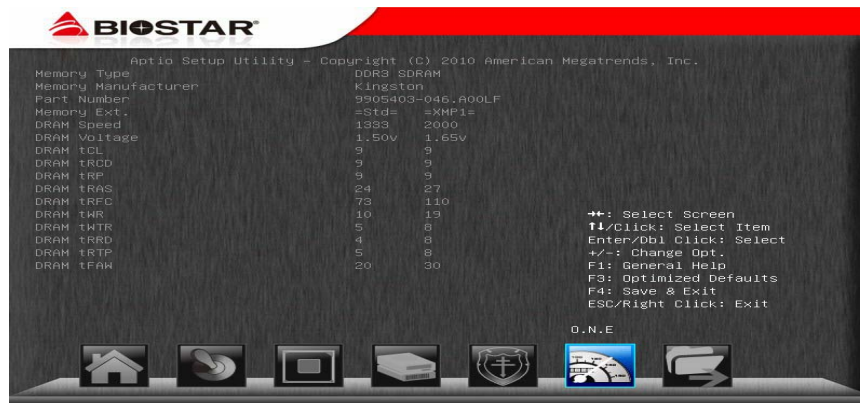 BIOSTAR®
Aptio Setup Utility - Copyright (C) 2010 American Megatrends, Inc.
Memory Type DDR3 SDRAM
Memory Manufacturer Kingston
Part Number 9905403-046.A00LF
Memory Ext. =Std= =XMP1=
DRAM Speed 1333 2000
DRAM Voltage 1.50v 1.65v
DRAM tCL 9 9
DRAM tRCD 9 9
DRAM tRP 9 9
DRAM tRAS 24 27
DRAM tRFC 73 110
DRAM tWR 10 19
DRAM tWTR 5 8
DRAM tRRD 4 8
DRAM tRTP 5 8
DRAM tFAW 20 30
→←: Select Screen
↑↓/Click: Select Item
Enter/Dbl Click: Select
+/-: Change Opt.
F1: General Help
F3: Optimized Defaults
F4: Save & Exit
ESC/Right Click: Exit
O.N.E